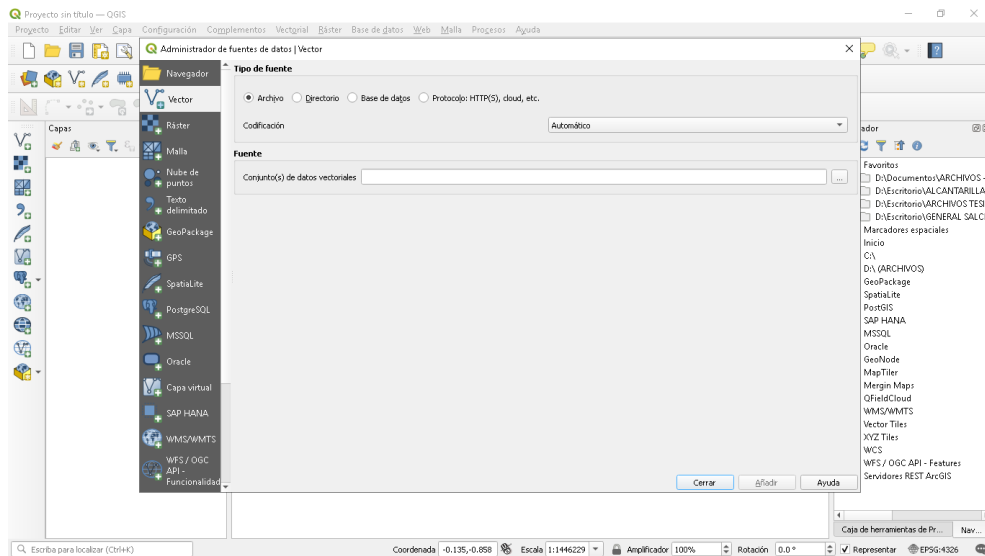 Proyecto sin título — QGIS
Proyecto Editar Ver Capa Configuración Complementos Vectorial Ráster Base de datos Web Malla Procesos Ayuda
Administrador de fuentes de datos | Vector
Navegador
Vector
Ráster
Malla
Nube de
puntos
Texto
delimitado
GeoPackage
GPS
SpatiaLite
PostgreSQL
MSSQL
Oracle
Capa virtual
SAP HANA
WMS/WMTS
WFS / OGC
API -
Funcionalidad
Tipo de fuente
Archivo Directorio Base de datos Protocolo: HTTP(S), cloud, etc.
Codificación Automático
Fuente
Conjunto(s) de datos vectoriales ...
Cerrar Añadir Ayuda
Capas
ador
Favoritos
D:\Documentos\ARCHIVOS -
D:\Escritorio\ALCANTARILLA
D:\Escritorio\ARCHIVOS TESI
D:\Escritorio\GENERAL SALCI
Marcadores espaciales
Inicio
C:\
D:\ (ARCHIVOS)
GeoPackage
SpatiaLite
PostGIS
SAP HANA
MSSQL
Oracle
GeoNode
MapTiler
Mergin Maps
QFieldCloud
WMS/WMTS
Vector Tiles
XYZ Tiles
WCS
WFS / OGC API - Features
Servidores REST ArcGIS
Caja de herramientas de Pr... Nav...
Escriba para localizar (Ctrl+K)
Coordenada -0.135,-0.858 Escala 1:1446229 Amplificador 100% Rotación 0.0 ° Representar EPSG:4326